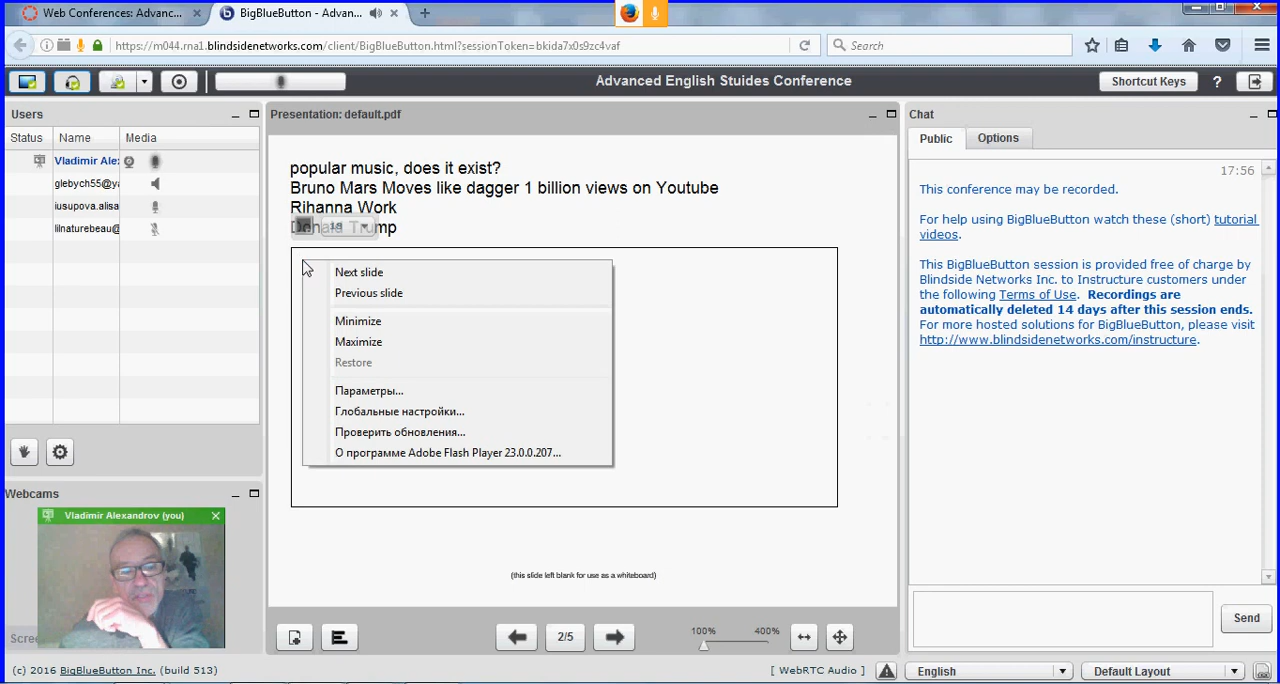 Web Conferences: Advanc...
BigBlueButton - Advan...
https://m044.rna1.blindsidenetworks.com/client/BigBlueButton.html?sessionToken=bkida7x0s9zc4vaf
Search
Advanced English Stuides Conference
Shortcut Keys
?
Users
Status Name Media
Vladimir Ale:
glebych55@y
iusupova.alisa
lilnaturebeau@
Webcams
Vladimir Alexandrov (you)
Scree
Presentation: default.pdf
popular music, does it exist?
Bruno Mars Moves like dagger 1 billion views on Youtube
Rihanna Work
Donald Trump
18
Next slide
Previous slide
Minimize
Maximize
Restore
Параметры...
Глобальные настройки...
Проверить обновления...
О программе Adobe Flash Player 23.0.0.207...
(this slide left blank for use as a whiteboard)
2/5
100% 400%
Chat
Public Options
17:56
This conference may be recorded.
For help using BigBlueButton watch these (short) tutorial
videos.
This BigBlueButton session is provided free of charge by
Blindside Networks Inc. to Instructure customers under
the following Terms of Use. Recordings are
automatically deleted 14 days after this session ends.
For more hosted solutions for BigBlueButton, please visit
http://www.blindsidenetworks.com/instructure.
Send
(c) 2016 BigBlueButton Inc. (build 513)
[ WebRTC Audio ]
English
Default Layout